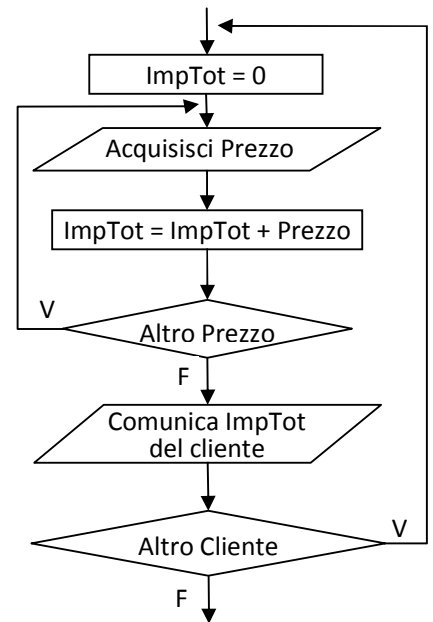 ImpTot = 0
Acquisisci Prezzo
ImpTot = ImpTot + Prezzo
V
Altro Prezzo
F
Comunica ImpTot
del cliente
V
Altro Cliente
F